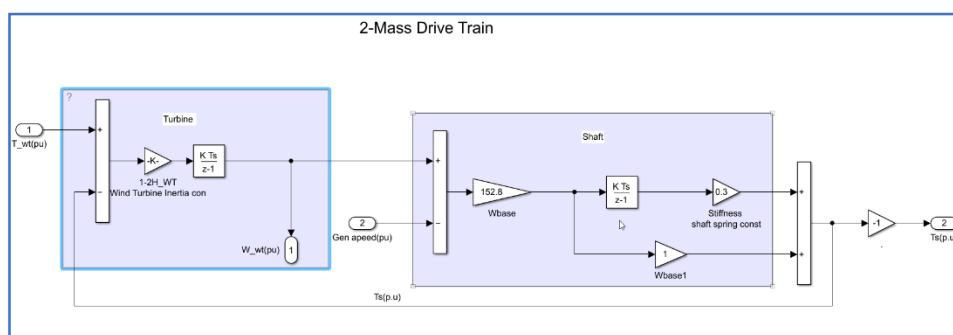 2-Mass Drive Train
?
Turbine
Shaft
1
T_wt(pu)
+
-
-K-
1-2H_WT
Wind Turbine Inertia con
K Ts
z-1
1
W_wt(pu)
2
Gen apeed(pu)
+
-
152.8
Wbase
K Ts
z-1
0.3
Stiffness
shaft spring const
1
Wbase1
+
+
-1
.
2
Ts(p.u)
Ts(p.u)